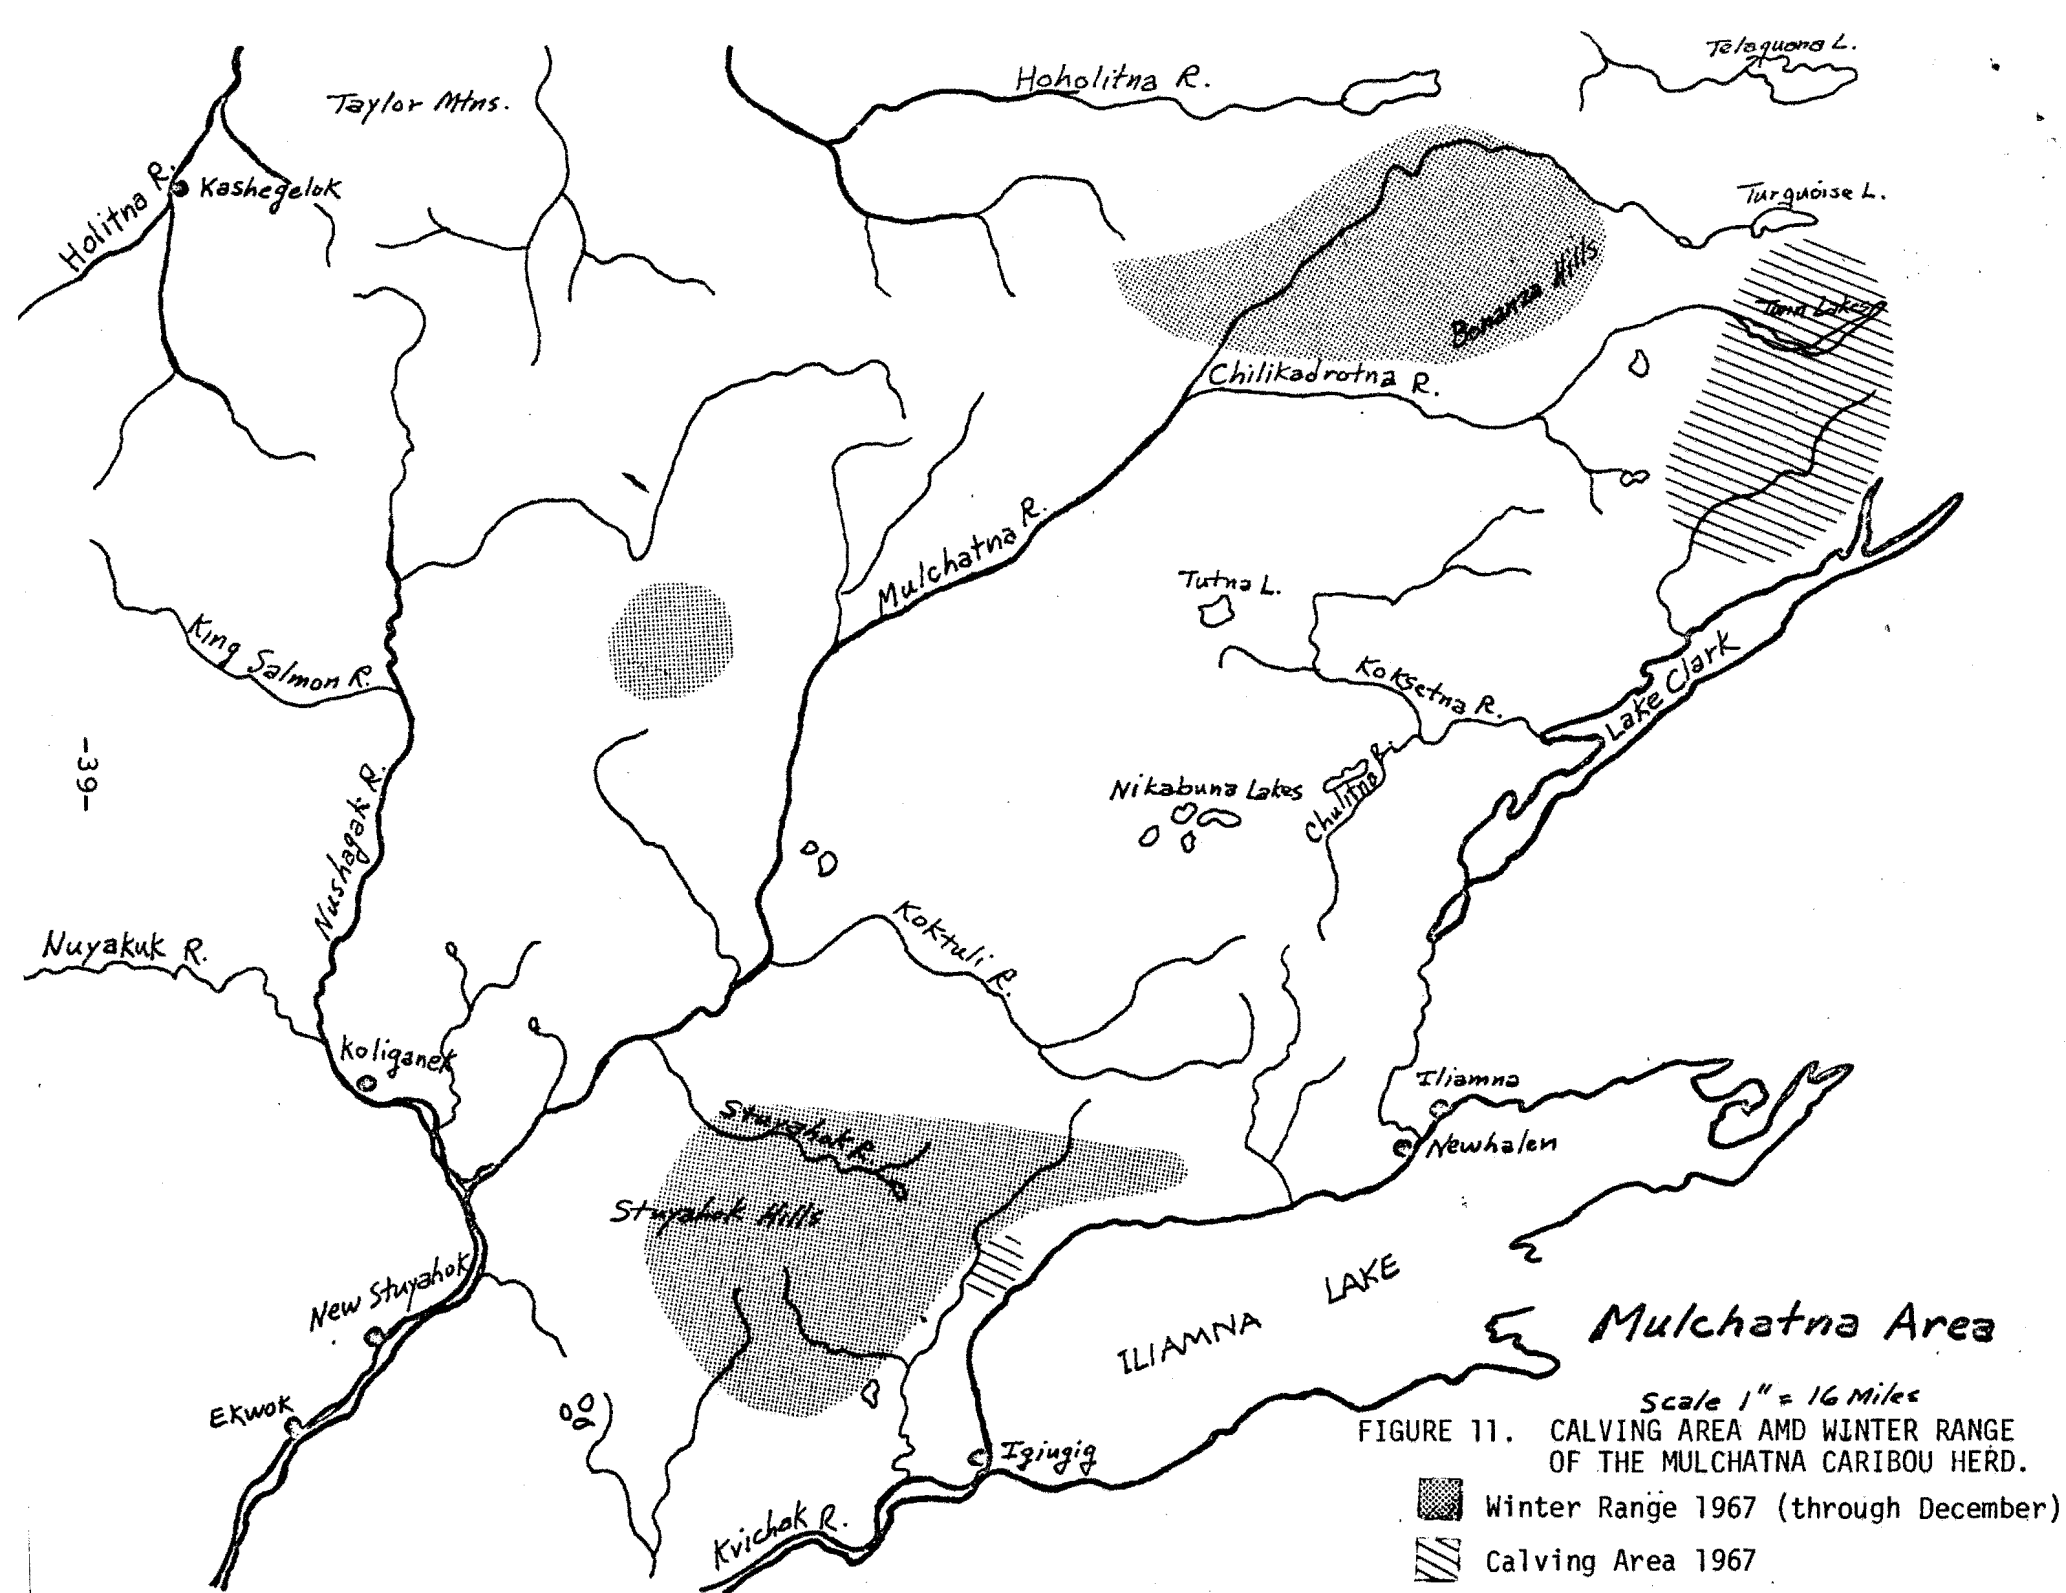 Telaquana L.
Hoholitna R.
Taylor Mtns.
Holitna R.
Kashegelok
Turquoise L.
Bonanza Hills
Twin Lakes
Chilikadrotna R.
Mulchatna R.
Tutna L.
King Salmon R.
Koksetna R.
Lake Clark
-39-
Nushagak R.
Nikabuna Lakes
Chulitna R.
Nuyakuk R.
Koktuli R.
Koliganek
Iliamna
Newhalen
Stuyahok R.
Stuyahok Hills
New Stuyahok
ILIAMNA LAKE
Ekwok
Igiugig
Kvichak R.
Mulchatna Area
Scale 1" = 16 Miles
FIGURE 11. CALVING AREA AMD WINTER RANGE
OF THE MULCHATNA CARIBOU HERD.
Winter Range 1967 (through December)
Calving Area 1967